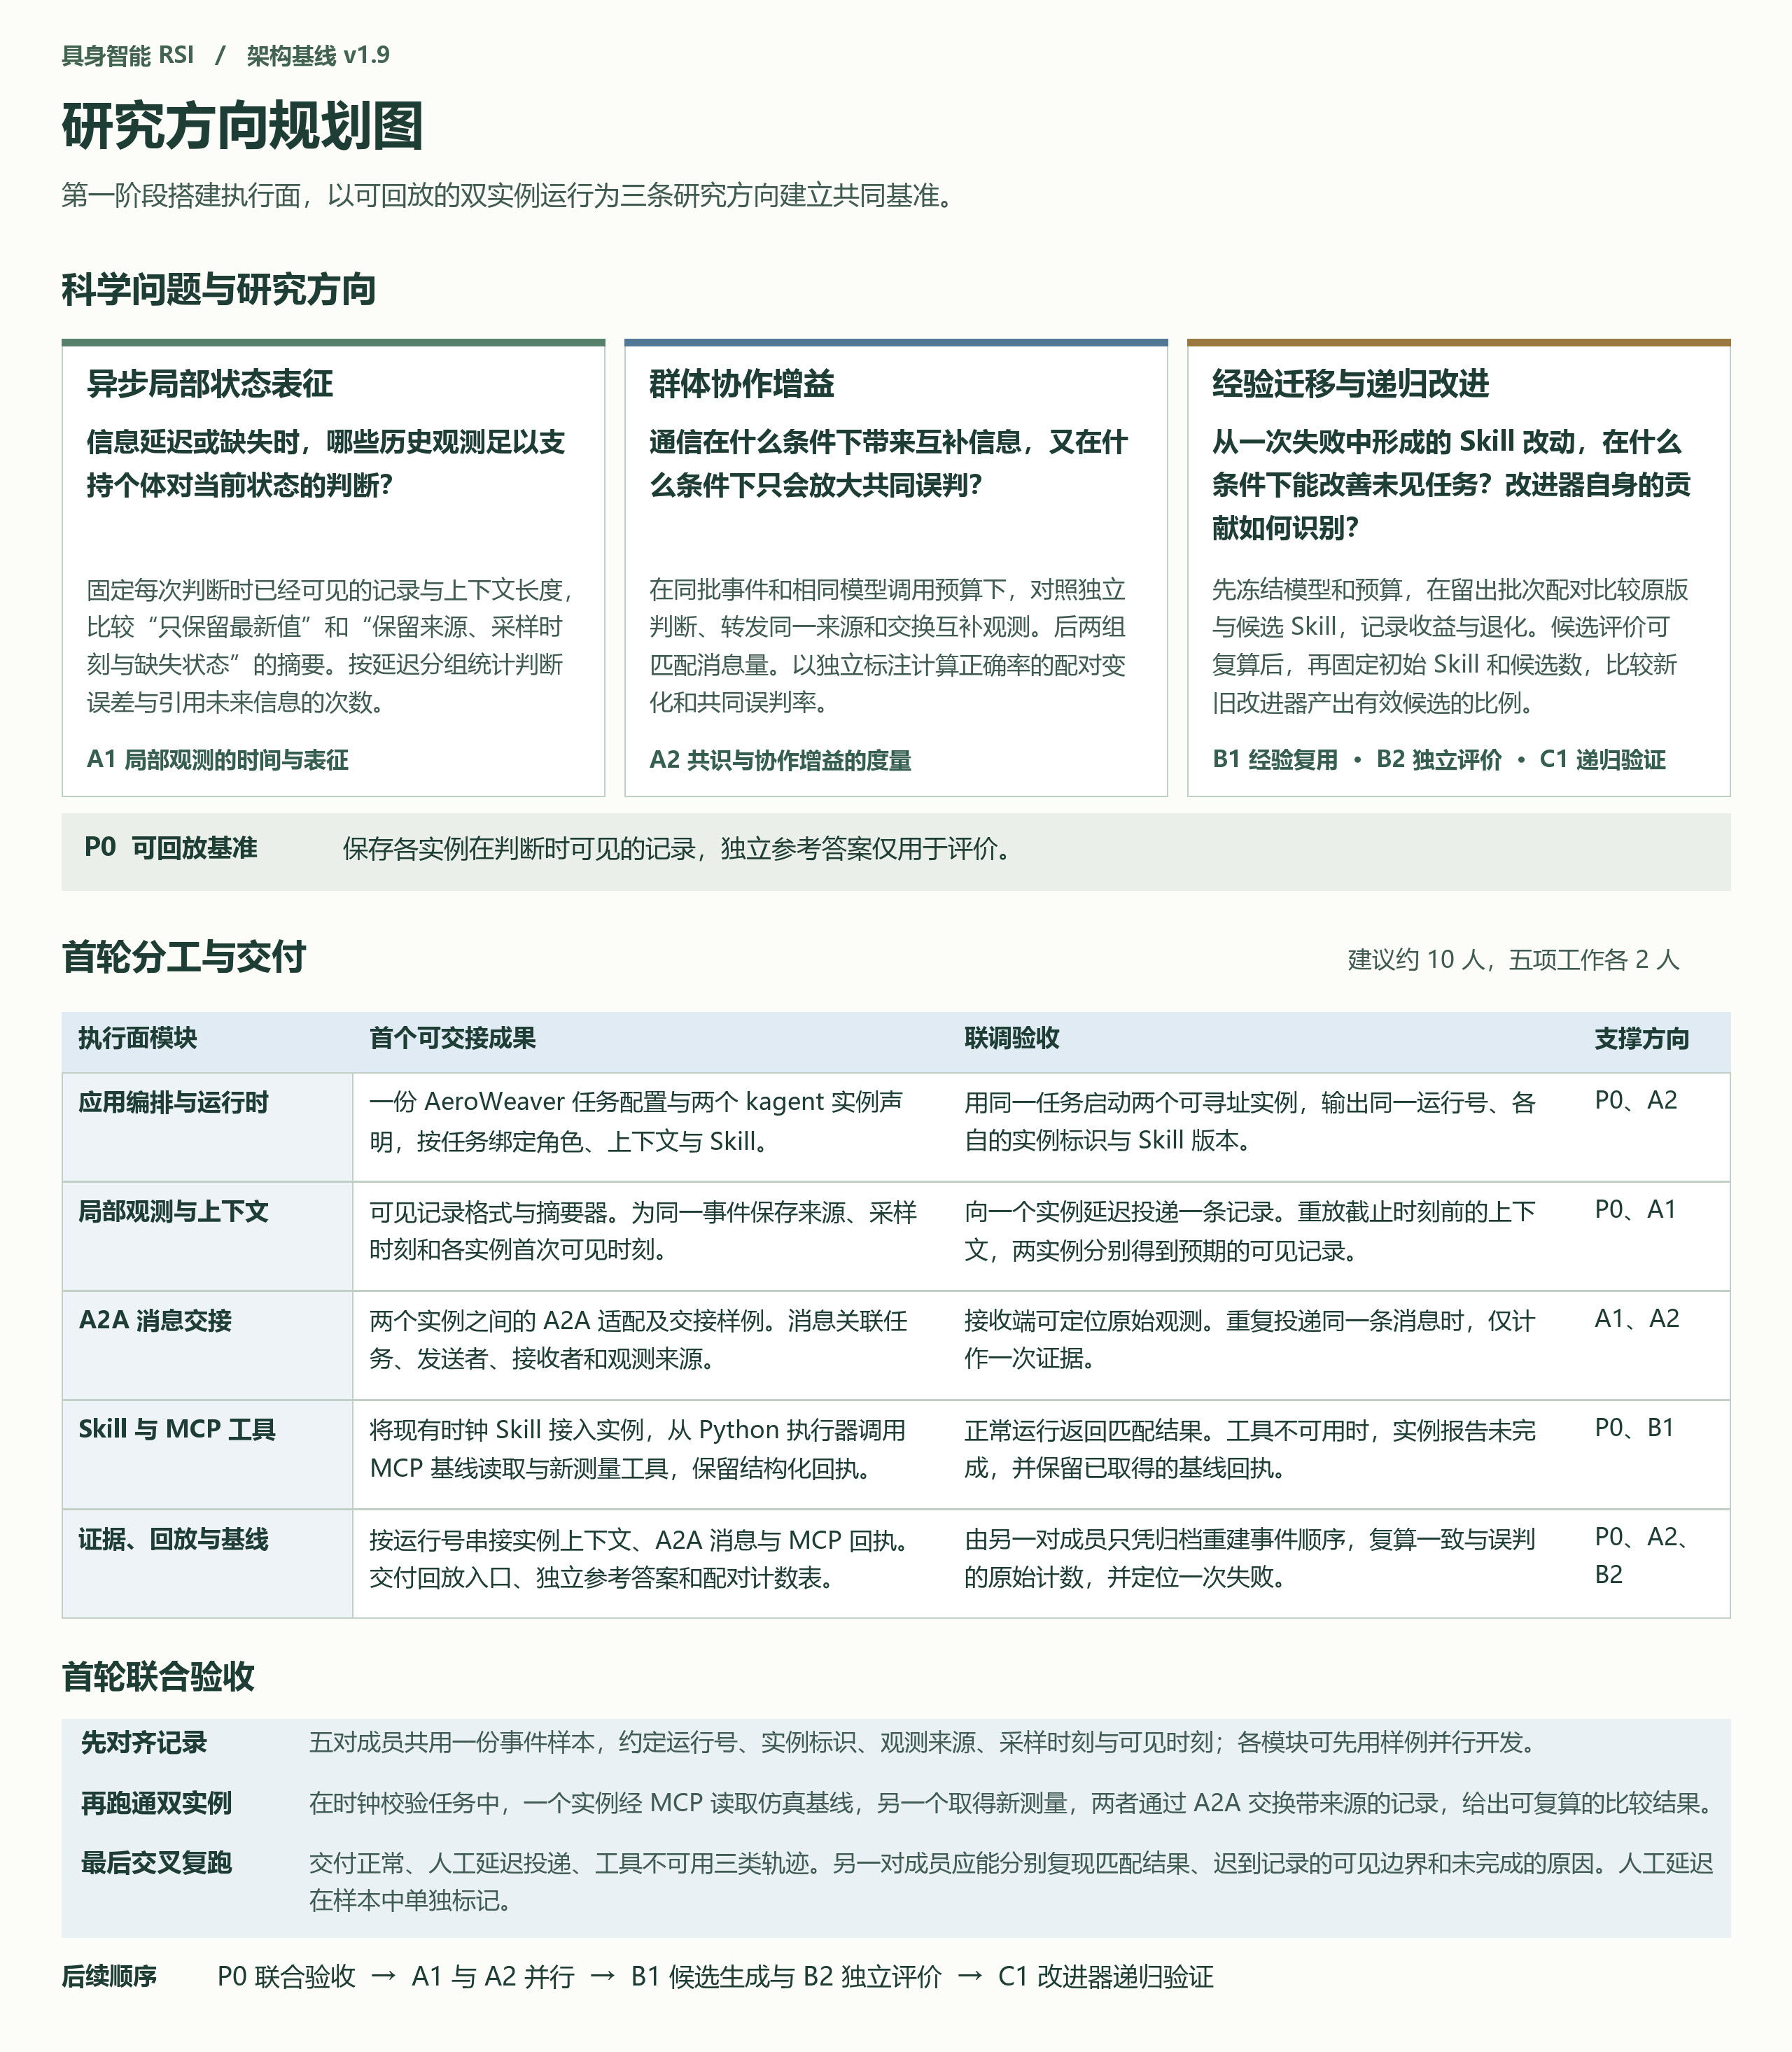 具身智能 RSI / 架构基线 v1.9
研究方向规划图
第一阶段搭建执行面，以可回放的双实例运行为三条研究方向建立共同基准。
科学问题与研究方向
异步局部状态表征
信息延迟或缺失时，哪些历史观测足以支
持个体对当前状态的判断？
固定每次判断时已经可见的记录与上下文长度，
比较“只保留最新值”和“保留来源、采样时
刻与缺失状态”的摘要。按延迟分组统计判断
误差与引用未来信息的次数。
A1 局部观测的时间与表征
群体协作增益
通信在什么条件下带来互补信息，又在什
么条件下只会放大共同误判？
在同批事件和相同模型调用预算下，对照独立
判断、转发同一来源和交换互补观测。后两组
匹配消息量。以独立标注计算正确率的配对变
化和共同误判率。
A2 共识与协作增益的度量
经验迁移与递归改进
从一次失败中形成的 Skill 改动，在什么
条件下能改善未见任务？改进器自身的贡
献如何识别？
先冻结模型和预算，在留出批次配对比较原版
与候选 Skill，记录收益与退化。候选评价可
复算后，再固定初始 Skill 和候选数，比较新
旧改进器产出有效候选的比例。
B1 经验复用 • B2 独立评价 • C1 递归验证
P0 可回放基准 保存各实例在判断时可见的记录，独立参考答案仅用于评价。
首轮分工与交付 建议约 10 人，五项工作各 2 人
执行面模块 首个可交接成果 联调验收 支撑方向
应用编排与运行时
一份 AeroWeaver 任务配置与两个 kagent 实例声
明，按任务绑定角色、上下文与 Skill。
用同一任务启动两个可寻址实例，输出同一运行号、各
自的实例标识与 Skill 版本。
P0、A2
局部观测与上下文
可见记录格式与摘要器。为同一事件保存来源、采样
时刻和各实例首次可见时刻。
向一个实例延迟投递一条记录。重放截止时刻前的上下
文，两实例分别得到预期的可见记录。
P0、A1
A2A 消息交接
两个实例之间的 A2A 适配及交接样例。消息关联任
务、发送者、接收者和观测来源。
接收端可定位原始观测。重复投递同一条消息时，仅计
作一次证据。
A1、A2
Skill 与 MCP 工具
将现有时钟 Skill 接入实例，从 Python 执行器调用
MCP 基线读取与新测量工具，保留结构化回执。
正常运行返回匹配结果。工具不可用时，实例报告未完
成，并保留已取得的基线回执。
P0、B1
证据、回放与基线
按运行号串接实例上下文、A2A 消息与 MCP 回执。
交付回放入口、独立参考答案和配对计数表。
由另一对成员只凭归档重建事件顺序，复算一致与误判
的原始计数，并定位一次失败。
P0、A2、
B2
首轮联合验收
先对齐记录 五对成员共用一份事件样本，约定运行号、实例标识、观测来源、采样时刻与可见时刻；各模块可先用样例并行开发。
再跑通双实例 在时钟校验任务中，一个实例经 MCP 读取仿真基线，另一个取得新测量，两者通过 A2A 交换带来源的记录，给出可复算的比较结果。
最后交叉复跑 交付正常、人工延迟投递、工具不可用三类轨迹。另一对成员应能分别复现匹配结果、迟到记录的可见边界和未完成的原因。人工延迟
在样本中单独标记。
后续顺序 P0 联合验收 → A1 与 A2 并行 → B1 候选生成与 B2 独立评价 → C1 改进器递归验证